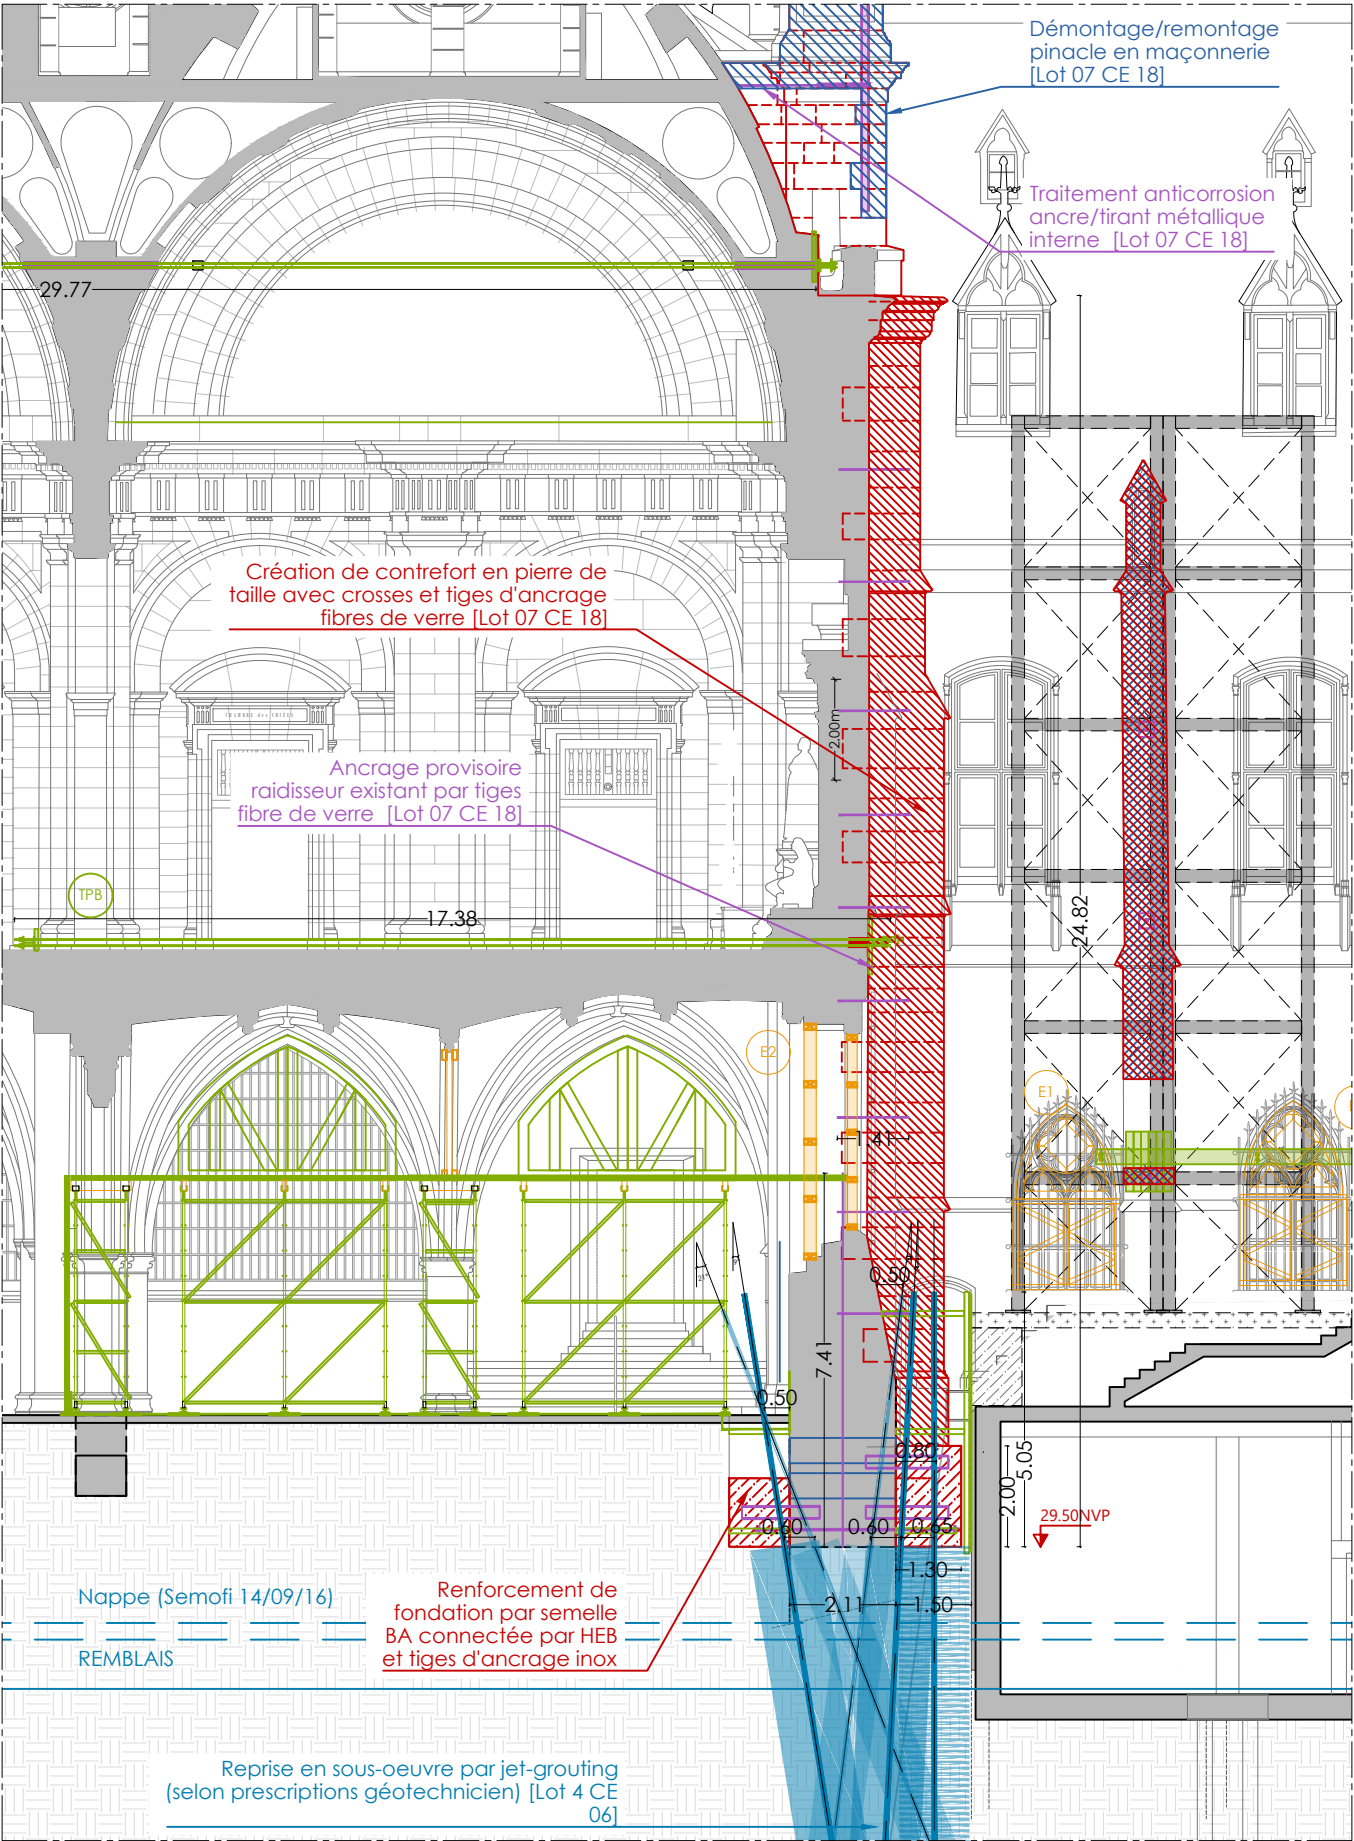 Démontage/remontage
pinacle en maçonnerie
[Lot 07 CE 18]
Traitement anticorrosion
ancre/tirant métallique
interne [Lot 07 CE 18]
29.77
Création de contrefort en pierre de
taille avec crosses et tiges d'ancrage
fibres de verre [Lot 07 CE 18]
2.00m
Ancrage provisoire
raidisseur existant par tiges
fibre de verre [Lot 07 CE 18]
TPB
17.38
24.82
E2
E1
1.41
0.50
7.41
0.50
0.80
5.05
2.00
29.50NVP
0.60
0.60
0.65
1.30
2.11
1.50
Nappe (Semofi 14/09/16)
REMBLAIS
Renforcement de
fondation par semelle
BA connectée par HEB
et tiges d'ancrage inox
Reprise en sous-oeuvre par jet-grouting
(selon prescriptions géotechnicien) [Lot 4 CE
06]